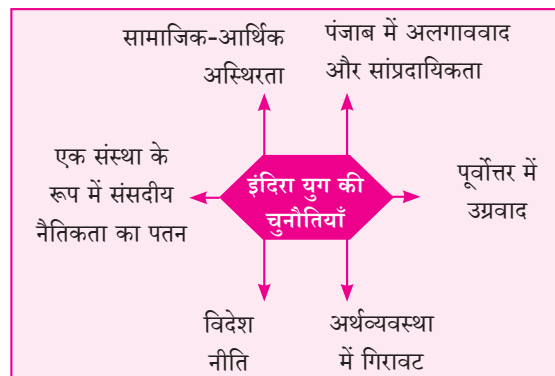 सामाजिक-आर्थिक
अस्थिरता
पंजाब में अलगाववाद
और सांप्रदायिकता
एक संस्था के
रूप में संसदीय
नैतिकता का पतन
इंदिरा युग की
चुनौतियाँ
पूर्वोत्तर में
उग्रवाद
विदेश
नीति
अर्थव्यवस्था
में गिरावट